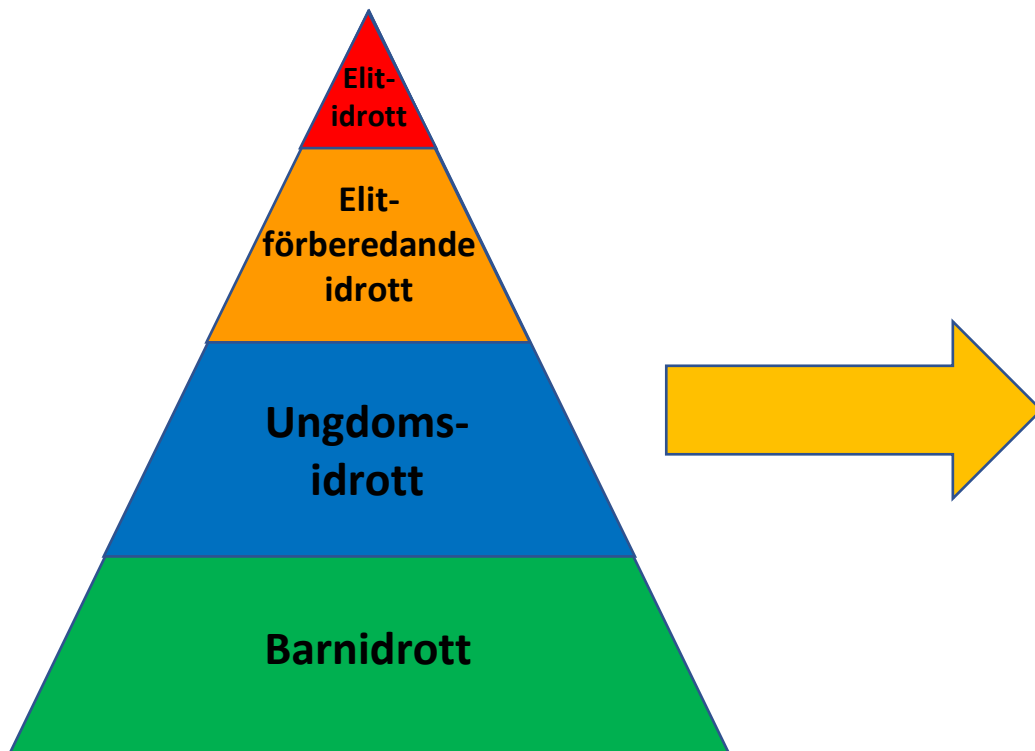 Elit-
idrott
Elit-
förberedande
idrott
Ungdoms-
idrott
Barnidrott